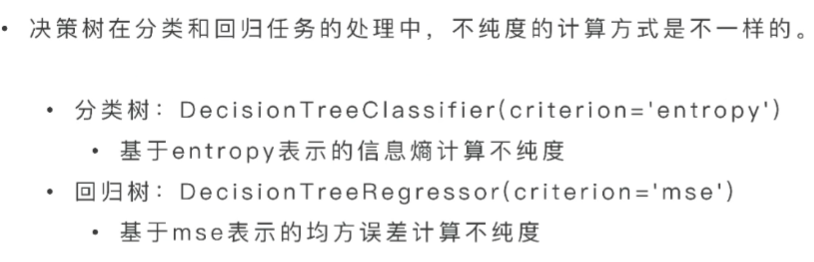 • 决策树在分类和回归任务的处理中，不纯度的计算方式是不一样的。
• 分类树：DecisionTreeClassifier(criterion='entropy')
• 基于entropy表示的信息熵计算不纯度
• 回归树：DecisionTreeRegressor(criterion='mse')
• 基于mse表示的均方误差计算不纯度